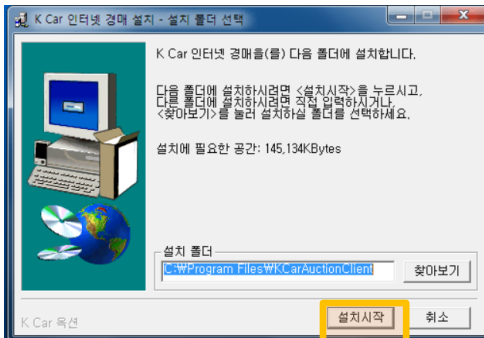 K Car 인터넷 경매 설치 - 설치 폴더 선택
K Car 인터넷 경매을(를) 다음 폴더에 설치합니다.
다음 폴더에 설치하시려면 <설치시작>을 누르시고,
다른 폴더에 설치하시려면 직접 입력하시거나,
<찾아보기>를 눌러 설치하실 폴더를 선택하세요.
설치에 필요한 공간: 145,134KBytes
설치 폴더
C:₩Program Files₩KCarAuctionClient
찾아보기
K Car 옥션
설치시작
취소